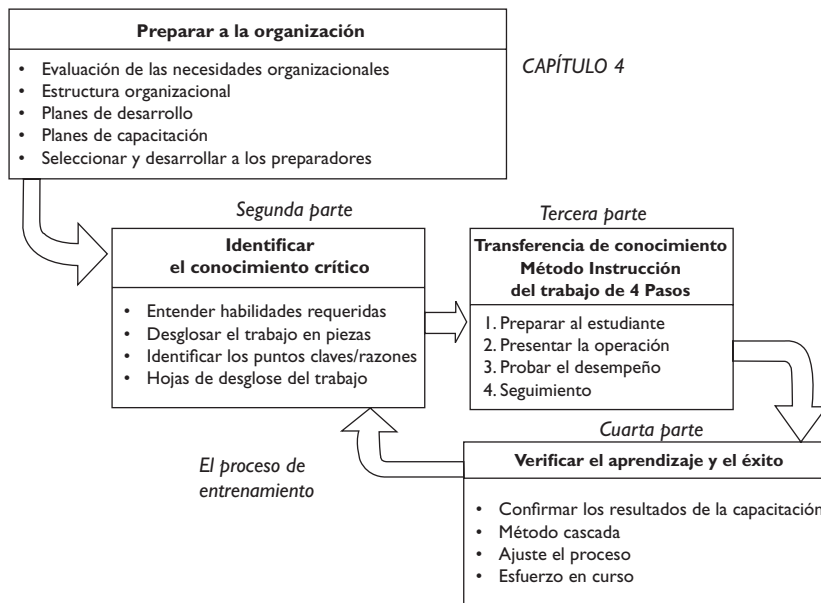 Preparar a la organización
• Evaluación de las necesidades organizacionales
• Estructura organizacional
• Planes de desarrollo
• Planes de capacitación
• Seleccionar y desarrollar a los preparadores
CAPÍTULO 4
Segunda parte
Identificar
el conocimiento crítico
• Entender habilidades requeridas
• Desglosar el trabajo en piezas
• Identificar los puntos claves/razones
• Hojas de desglose del trabajo
Tercera parte
Transferencia de conocimiento
Método Instrucción
del trabajo de 4 Pasos
1. Preparar al estudiante
2. Presentar la operación
3. Probar el desempeño
4. Seguimiento
Cuarta parte
Verificar el aprendizaje y el éxito
• Confirmar los resultados de la capacitación
• Método cascada
• Ajuste el proceso
• Esfuerzo en curso
El proceso de
entrenamiento